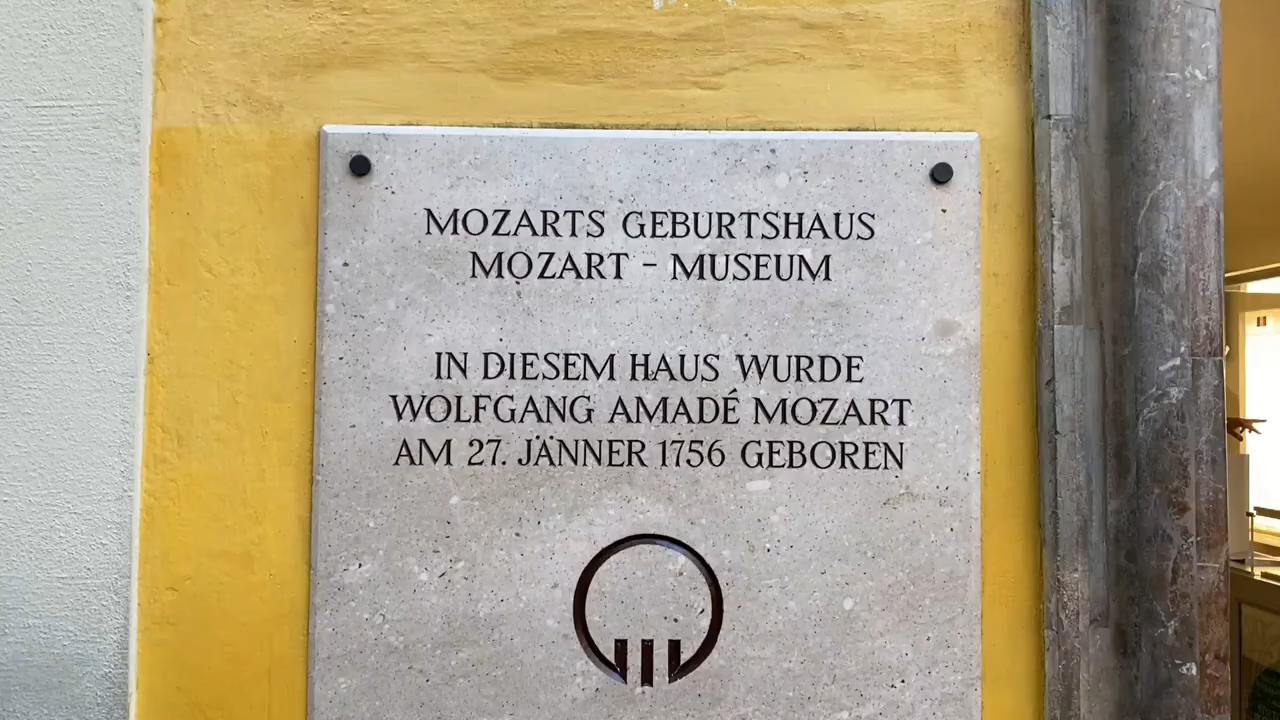 MOZARTS GEBURTSHAUS
MOZART - MUSEUM
IN DIESEM HAUS WURDE
WOLFGANG AMADÉ MOZART
AM 27. JÄNNER 1756 GEBOREN